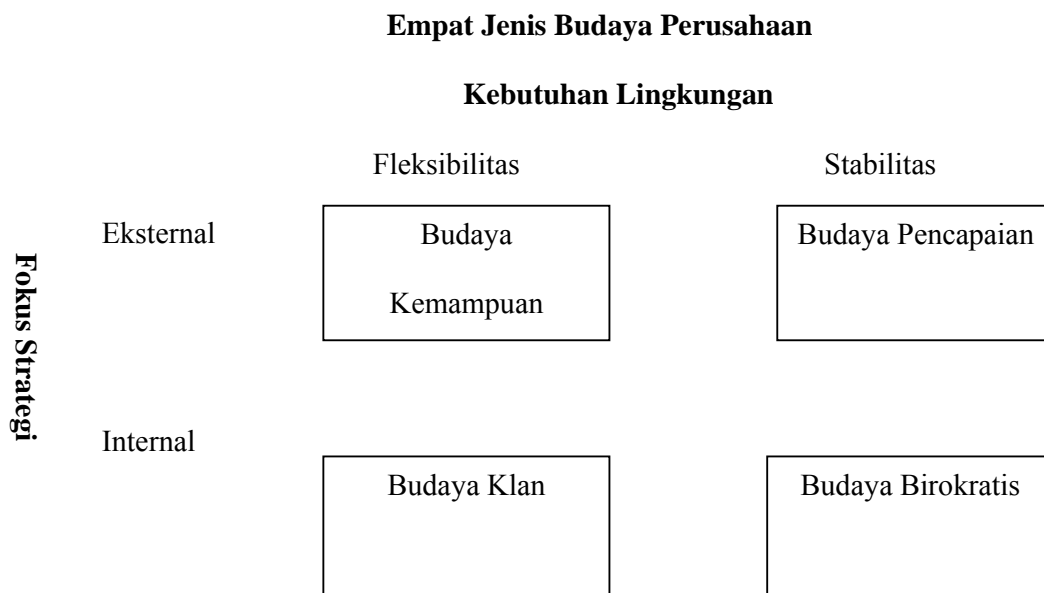 Empat Jenis Budaya Perusahaan
Kebutuhan Lingkungan
Fleksibilitas
Stabilitas
Fokus Strategi
Eksternal
Budaya
Kemampuan
Budaya Pencapaian
Internal
Budaya Klan
Budaya Birokratis